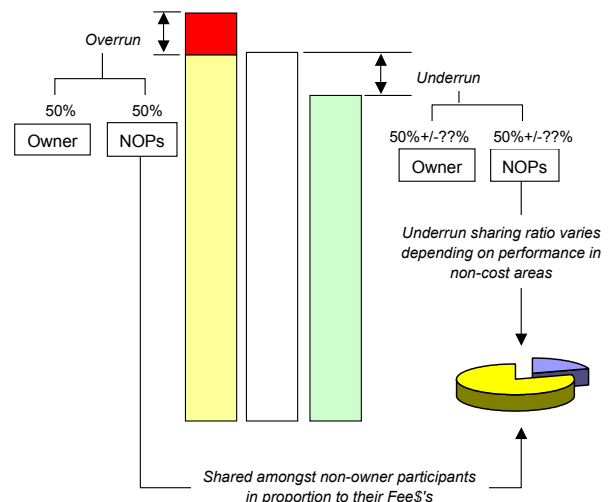 Overrun
50%
50%
Owner
NOPs
Underrun
50%+/-??%
50%+/-??%
Owner
NOPs
Underrun sharing ratio varies
depending on performance in
non-cost areas
Shared amongst non-owner participants
in proportion to their Fee$'s